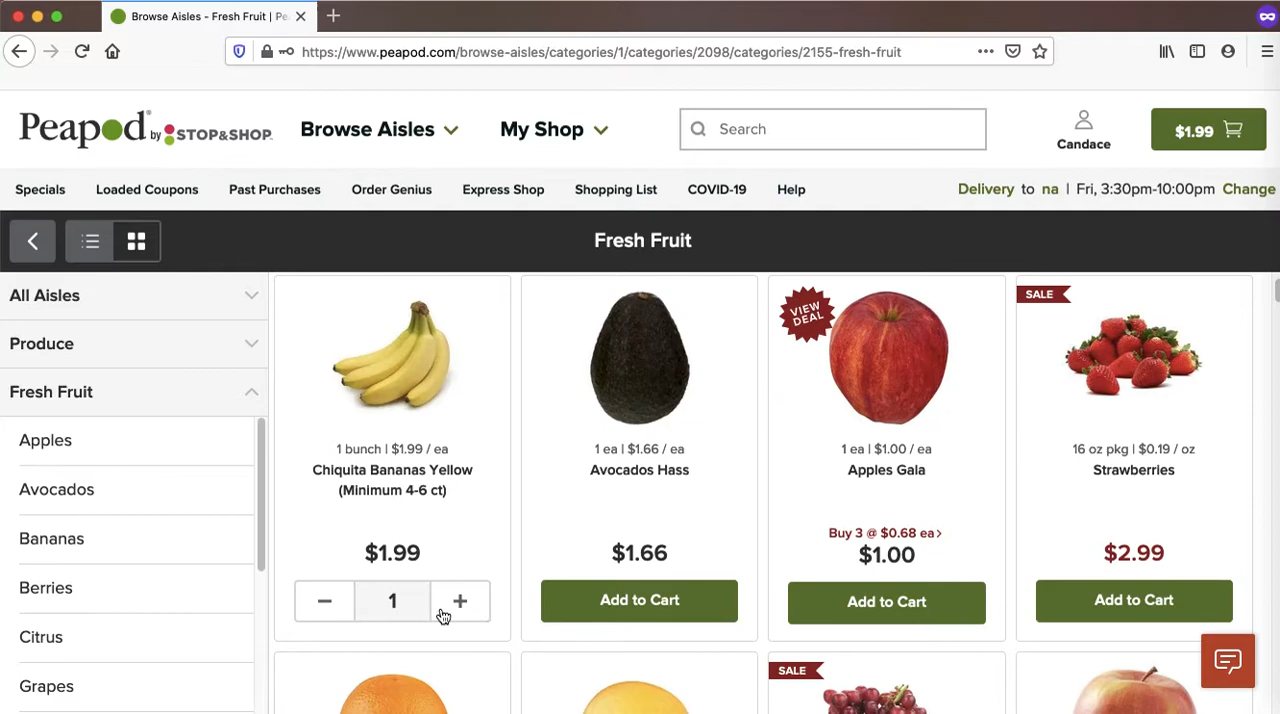 Browse Aisles - Fresh Fruit | Pe
https://www.peapod.com/browse-aisles/categories/1/categories/2098/categories/2155-fresh-fruit
Peapod by STOP&SHOP
Browse Aisles
My Shop
Search
Candace
$1.99
Specials
Loaded Coupons
Past Purchases
Order Genius
Express Shop
Shopping List
COVID-19
Help
Delivery to na | Fri, 3:30pm-10:00pm Change
Fresh Fruit
All Aisles
Produce
Fresh Fruit
Apples
Avocados
Bananas
Berries
Citrus
Grapes
1 bunch | $1.99 / ea
Chiquita Bananas Yellow
(Minimum 4-6 ct)
$1.99
− 1 +
1 ea | $1.66 / ea
Avocados Hass
$1.66
Add to Cart
VIEW
DEAL
1 ea | $1.00 / ea
Apples Gala
Buy 3 @ $0.68 ea>
$1.00
Add to Cart
SALE
16 oz pkg | $0.19 / oz
Strawberries
$2.99
Add to Cart
SALE